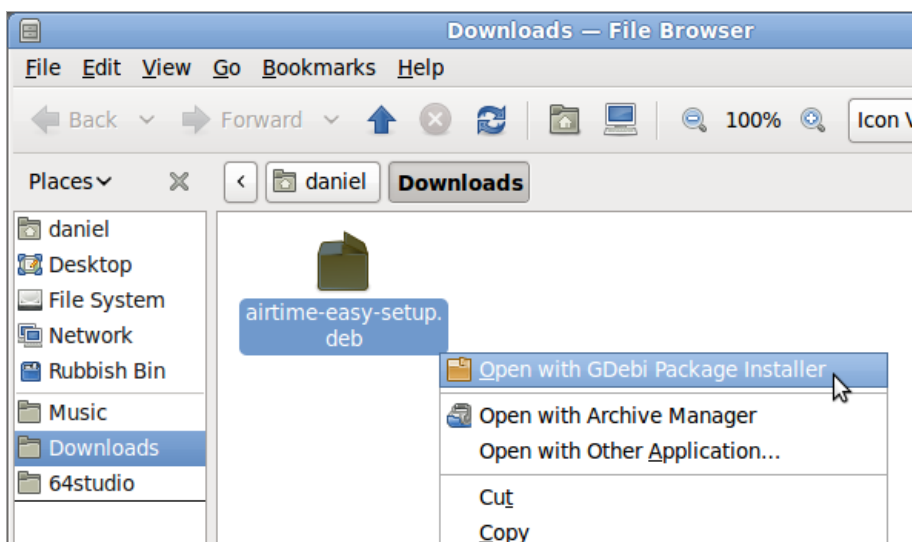 Downloads — File Browser
File Edit View Go Bookmarks Help
Back Forward 100% Icon
Places daniel Downloads
daniel
Desktop
File System
Network
Rubbish Bin
Music
Downloads
64studio
airtime-easy-setup.
deb
Open with GDebi Package Installer
Open with Archive Manager
Open with Other Application...
Cut
Copy